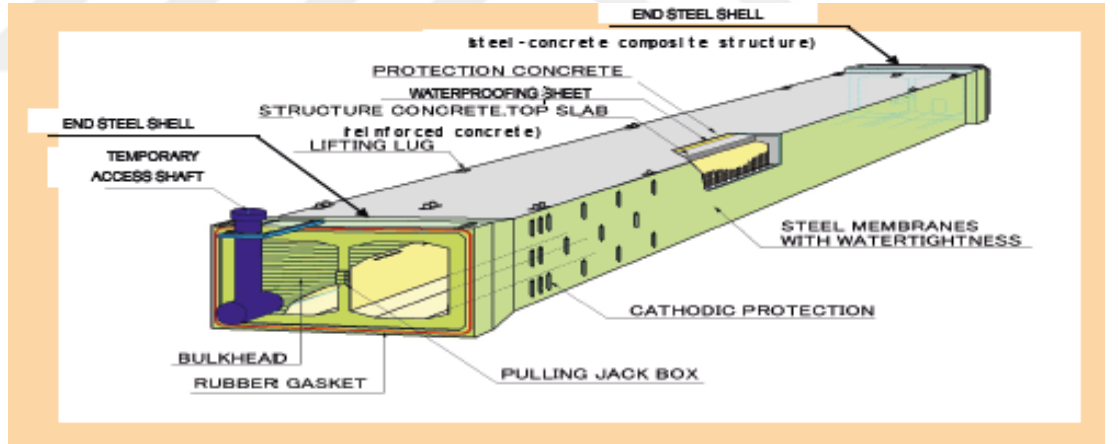 END STEEL SHELL
(steel-concrete composite structure)
PROTECTION CONCRETE
WATERPROOFING SHEET
STRUCTURE CONCRETE.TOP SLAB
(reinforced concrete)
LIFTING LUG
END STEEL SHELL
TEMPORARY
ACCESS SHAFT
STEEL MEMBRANES
WITH WATERTIGHTNESS
CATHODIC PROTECTION
PULLING JACK BOX
BULKHEAD
RUBBER GASKET